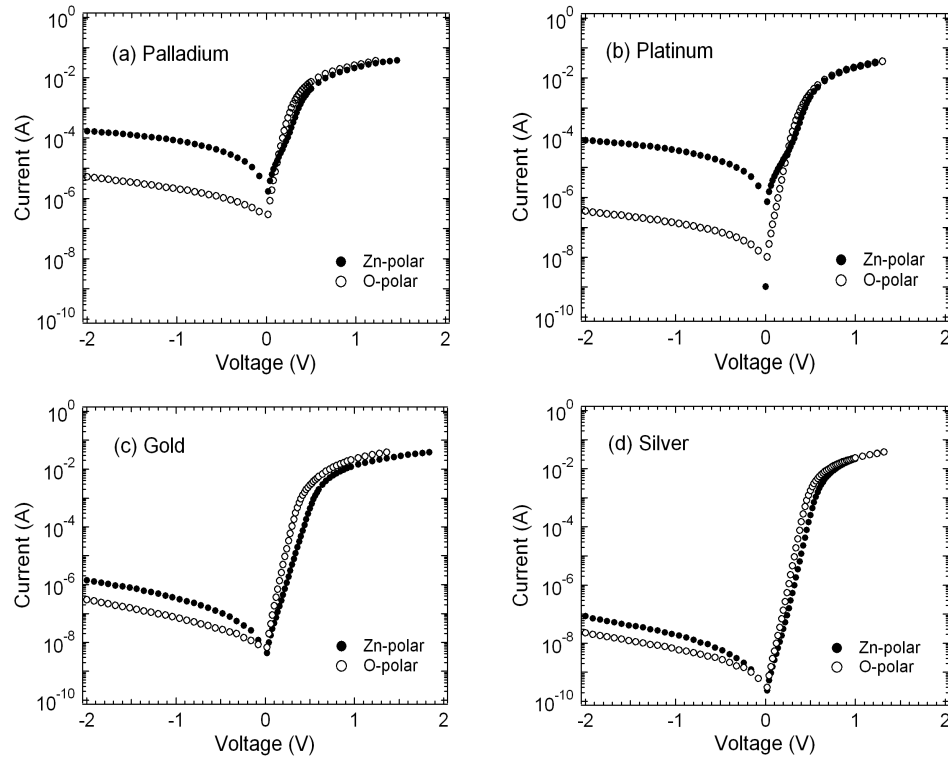 (a) Palladium
10^0
10^-2
10^-4
10^-6
10^-8
10^-10
Current (A)
Zn-polar
O-polar
-2 -1 0 1 2
Voltage (V)
(b) Platinum
10^0
10^-2
10^-4
10^-6
10^-8
10^-10
Current (A)
Zn-polar
O-polar
-2 -1 0 1 2
Voltage (V)
(c) Gold
10^0
10^-2
10^-4
10^-6
10^-8
10^-10
Current (A)
Zn-polar
O-polar
-2 -1 0 1 2
Voltage (V)
(d) Silver
10^0
10^-2
10^-4
10^-6
10^-8
10^-10
Current (A)
Zn-polar
O-polar
-2 -1 0 1 2
Voltage (V)